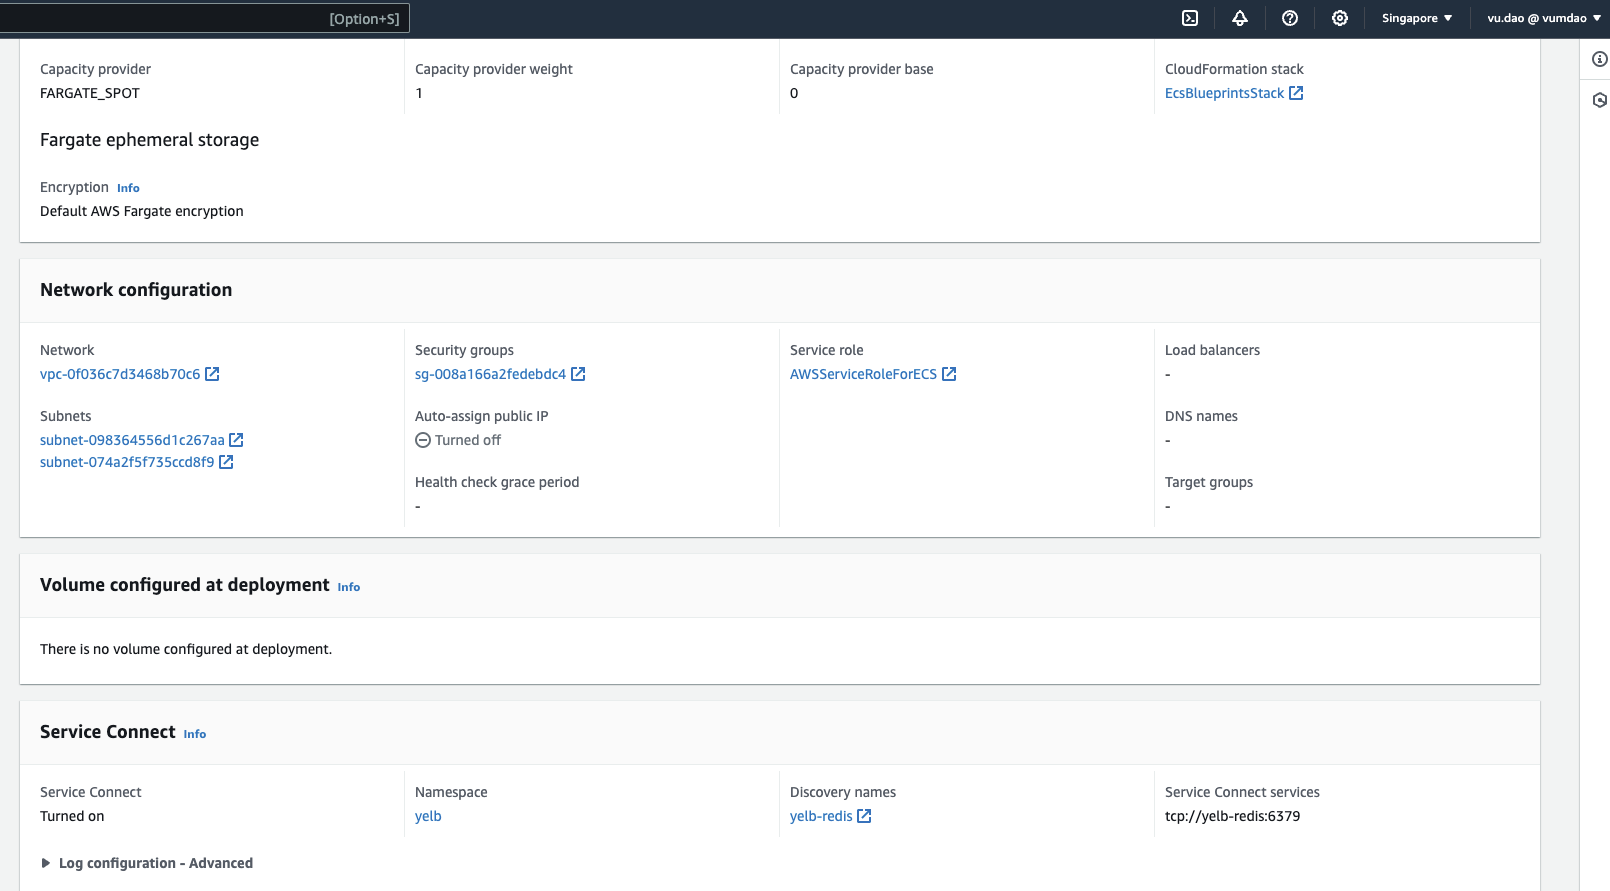 [Option+S]
Singapore
vu.dao @ vumdao
Capacity provider
FARGATE_SPOT
Capacity provider weight
1
Capacity provider base
0
CloudFormation stack
EcsBlueprintsStack
Fargate ephemeral storage
Encryption Info
Default AWS Fargate encryption
Network configuration
Network
vpc-0f036c7d3468b70c6
Subnets
subnet-098364556d1c267aa
subnet-074a2f5f735ccd8f9
Security groups
sg-008a166a2fedebdc4
Auto-assign public IP
Turned off
Health check grace period
-
Service role
AWSServiceRoleForECS
Load balancers
-
DNS names
-
Target groups
-
Volume configured at deployment Info
There is no volume configured at deployment.
Service Connect Info
Service Connect
Turned on
Namespace
yelb
Discovery names
yelb-redis
Service Connect services
tcp://yelb-redis:6379
Log configuration - Advanced